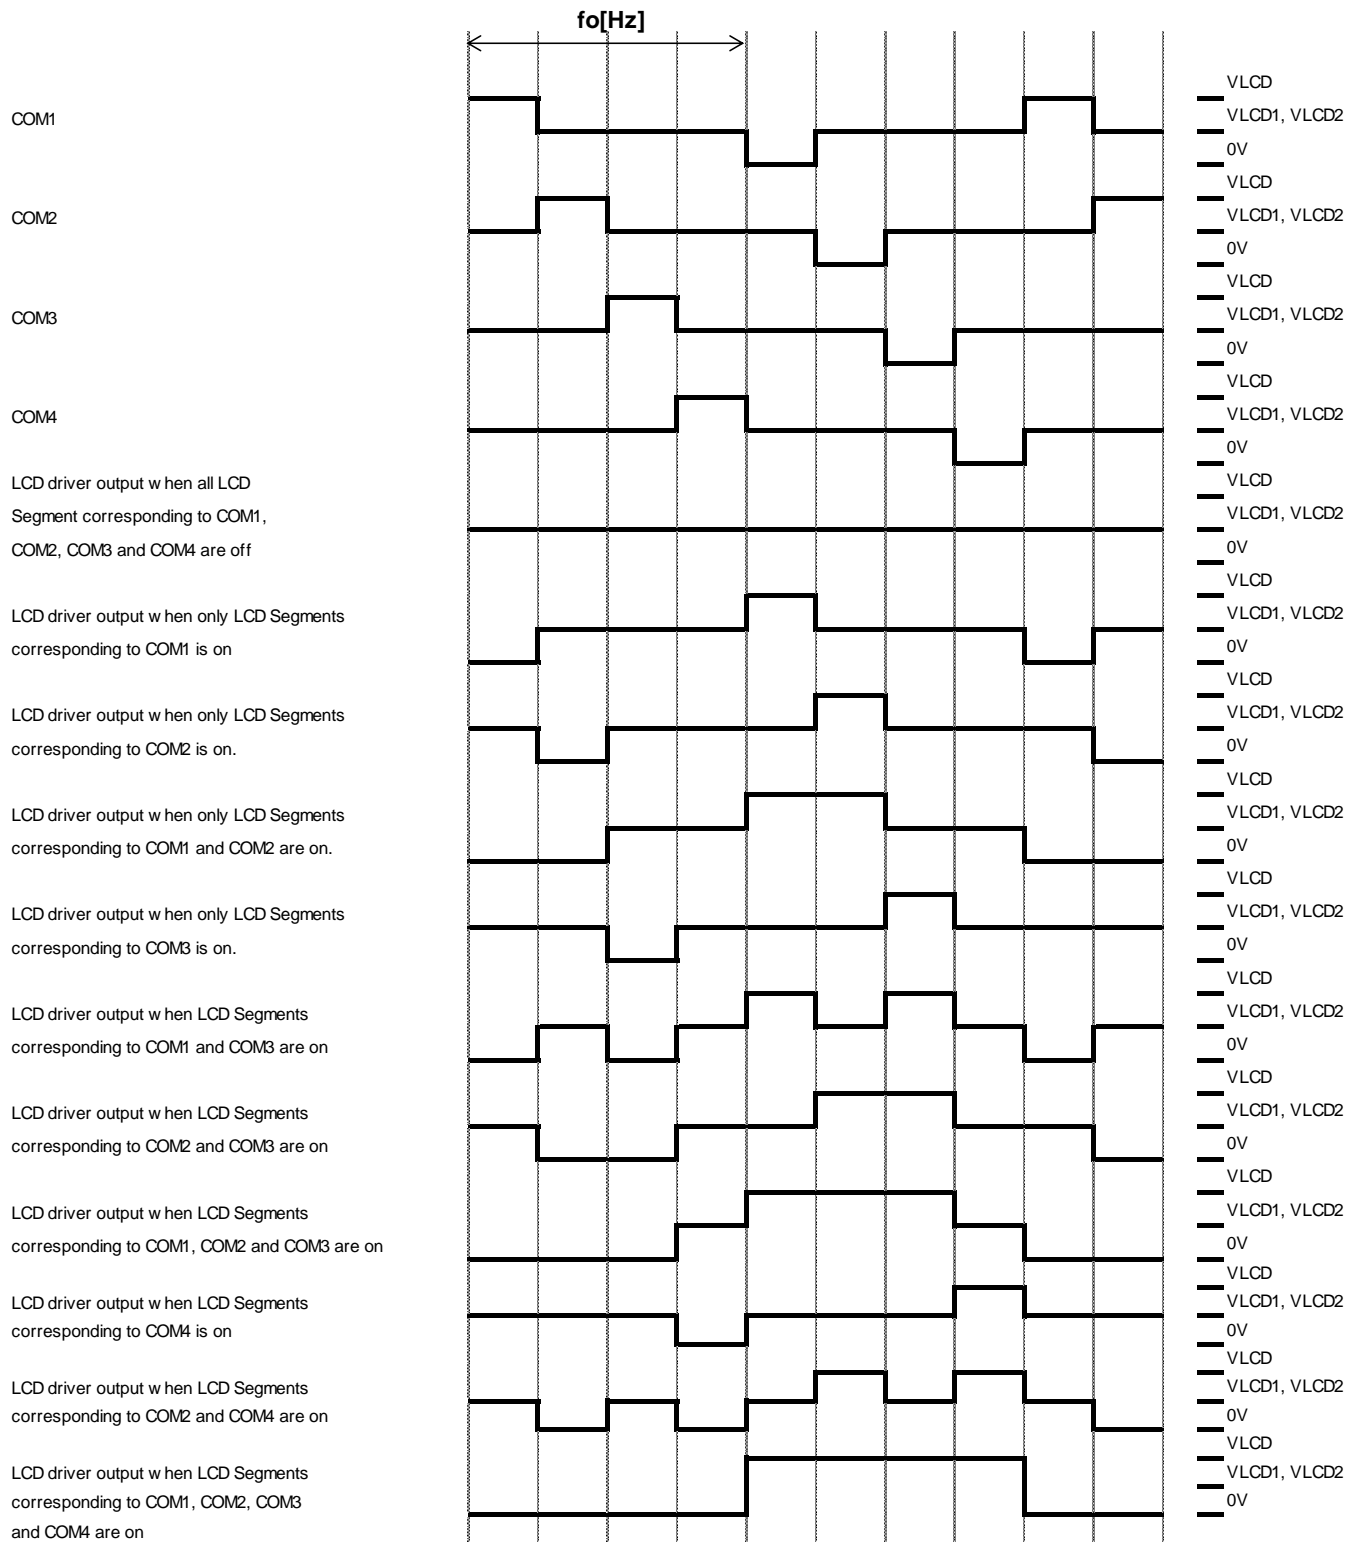 fo[Hz]
VLCD
COM1
VLCD1, VLCD2
0V
VLCD
COM2
VLCD1, VLCD2
0V
VLCD
COM3
VLCD1, VLCD2
0V
VLCD
COM4
VLCD1, VLCD2
0V
LCD driver output w hen all LCD
Segment corresponding to COM1,
COM2, COM3 and COM4 are off
VLCD
VLCD1, VLCD2
0V
LCD driver output w hen only LCD Segments
corresponding to COM1 is on
VLCD
VLCD1, VLCD2
0V
LCD driver output w hen only LCD Segments
corresponding to COM2 is on.
VLCD
VLCD1, VLCD2
0V
LCD driver output w hen only LCD Segments
corresponding to COM1 and COM2 are on.
VLCD
VLCD1, VLCD2
0V
LCD driver output w hen only LCD Segments
corresponding to COM3 is on.
VLCD
VLCD1, VLCD2
0V
LCD driver output w hen LCD Segments
corresponding to COM1 and COM3 are on
VLCD
VLCD1, VLCD2
0V
LCD driver output w hen LCD Segments
corresponding to COM2 and COM3 are on
VLCD
VLCD1, VLCD2
0V
LCD driver output w hen LCD Segments
corresponding to COM1, COM2 and COM3 are on
VLCD
VLCD1, VLCD2
0V
LCD driver output w hen LCD Segments
corresponding to COM4 is on
VLCD
VLCD1, VLCD2
0V
LCD driver output w hen LCD Segments
corresponding to COM2 and COM4 are on
VLCD
VLCD1, VLCD2
0V
LCD driver output w hen LCD Segments
corresponding to COM1, COM2, COM3
and COM4 are on
VLCD
VLCD1, VLCD2
0V